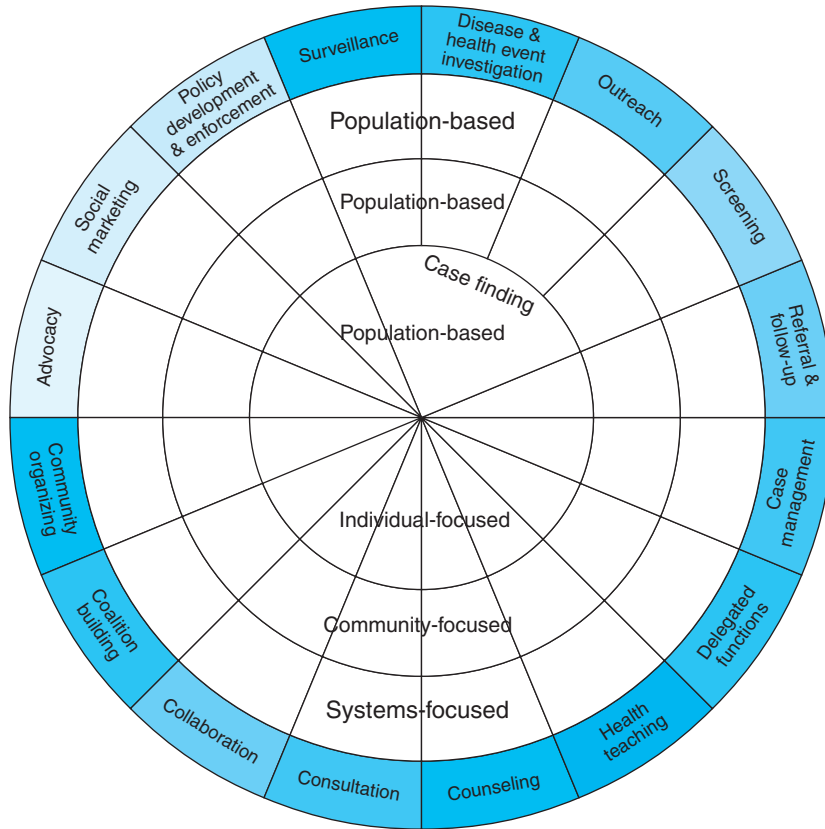 Surveillance
Disease &
health event
investigation
Outreach
Screening
Referral &
follow-up
Case
management
Delegated
functions
Health
teaching
Counseling
Consultation
Collaboration
Coalition
building
Community
organizing
Advocacy
Social
marketing
Policy
development
& enforcement
Population-based
Population-based
Case finding
Population-based
Individual-focused
Community-focused
Systems-focused